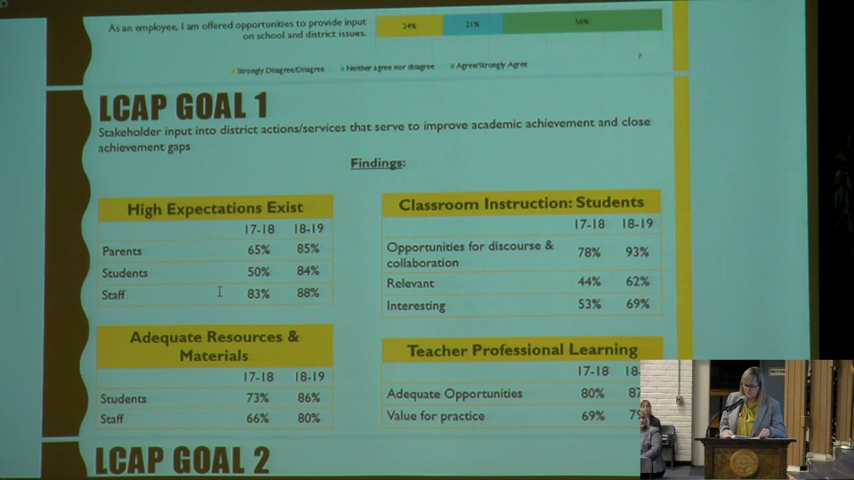 As an employee, I am offered opportunities to provide input
on school and district issues.
24% 21% 56%
Strongly Disagree/Disagree Neither agree nor disagree Agree/Strongly Agree
7
LCAP GOAL 1
Stakeholder input into district actions/services that serve to improve academic achievement and close
achievement gaps
Findings:
High Expectations Exist
17-18 18-19
Parents 65% 85%
Students 50% 84%
Staff 83% 88%
Classroom Instruction: Students
17-18 18-19
Opportunities for discourse &
collaboration 78% 93%
Relevant 44% 62%
Interesting 53% 69%
Adequate Resources &
Materials
17-18 18-19
Students 73% 86%
Staff 66% 80%
Teacher Professional Learning
17-18 18-
Adequate Opportunities 80% 87
Value for practice 69%
LCAP GOAL 2